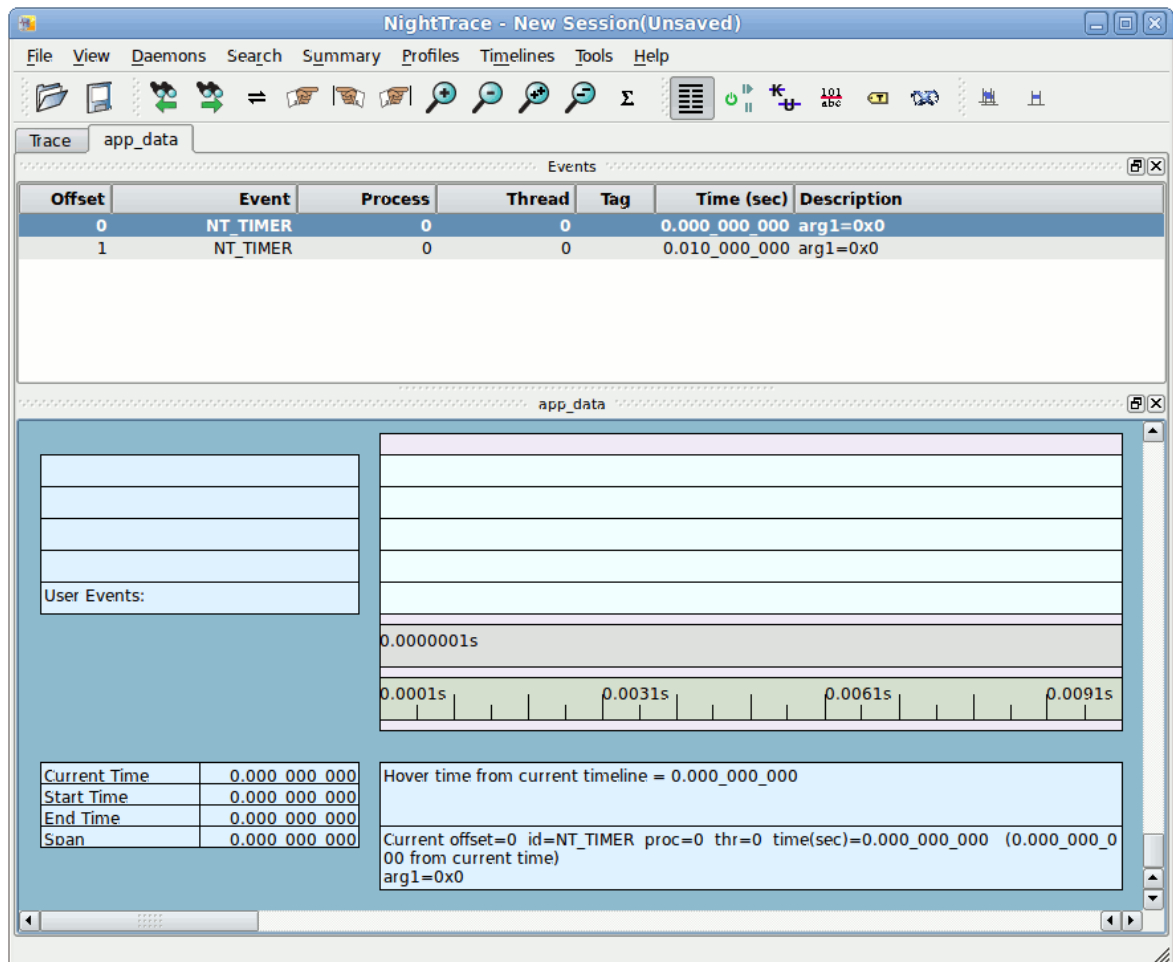 NightTrace - New Session(Unsaved)
File View Daemons Search Summary Profiles Timelines Tools Help
Σ 101 abc T
Trace app_data
Events
Offset Event Process Thread Tag Time (sec) Description
0 NT_TIMER 0 0 0.000_000_000 arg1=0x0
1 NT_TIMER 0 0 0.010_000_000 arg1=0x0
app_data
User Events:
0.0000001s
0.0001s 0.0031s 0.0061s 0.0091s
Current Time 0.000_000_000
Start Time 0.000_000_000
End Time 0.000_000_000
Span 0.000_000_000
Hover time from current timeline = 0.000_000_000
Current offset=0 id=NT_TIMER proc=0 thr=0 time(sec)=0.000_000_000 (0.000_000_0
00 from current time)
arg1=0x0